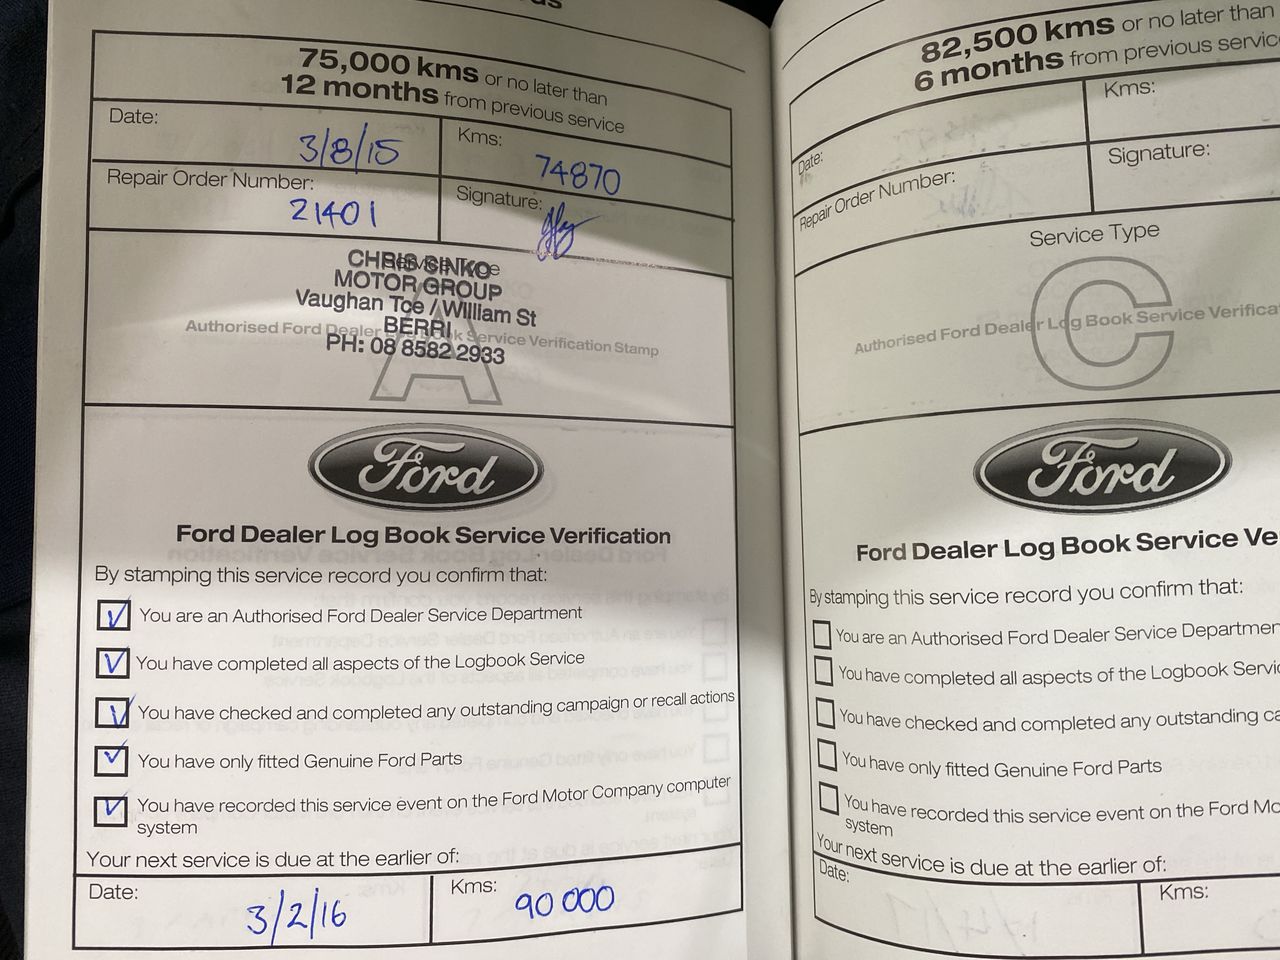 75,000 kms or no later than
12 months from previous service
Date:
3/8/15
Kms:
74870
Repair Order Number:
21401
Signature:
Service Type
CHRIS SINKO
MOTOR GROUP
Vaughan Tce / William St
BERRI
PH: 08 8582 2933
Authorised Ford Dealer Log Book Service Verification Stamp
A
Ford
Ford Dealer Log Book Service Verification
By stamping this service record you confirm that:
You are an Authorised Ford Dealer Service Department
You have completed all aspects of the Logbook Service
You have checked and completed any outstanding campaign or recall actions
You have only fitted Genuine Ford Parts
You have recorded this service event on the Ford Motor Company computer
system
Your next service is due at the earlier of:
Date:
3/2/16
Kms:
90 000
82,500 kms or no later than
6 months from previous servic
Date:
Kms:
Repair Order Number:
Signature:
Service Type
C
Authorised Ford Dealer Log Book Service Verifica
Ford
Ford Dealer Log Book Service Ve
By stamping this service record you confirm that:
You are an Authorised Ford Dealer Service Departmen
You have completed all aspects of the Logbook Servic
You have checked and completed any outstanding ca
You have only fitted Genuine Ford Parts
You have recorded this service event on the Ford Mo
system
Your next service is due at the earlier of:
Date:
Kms: